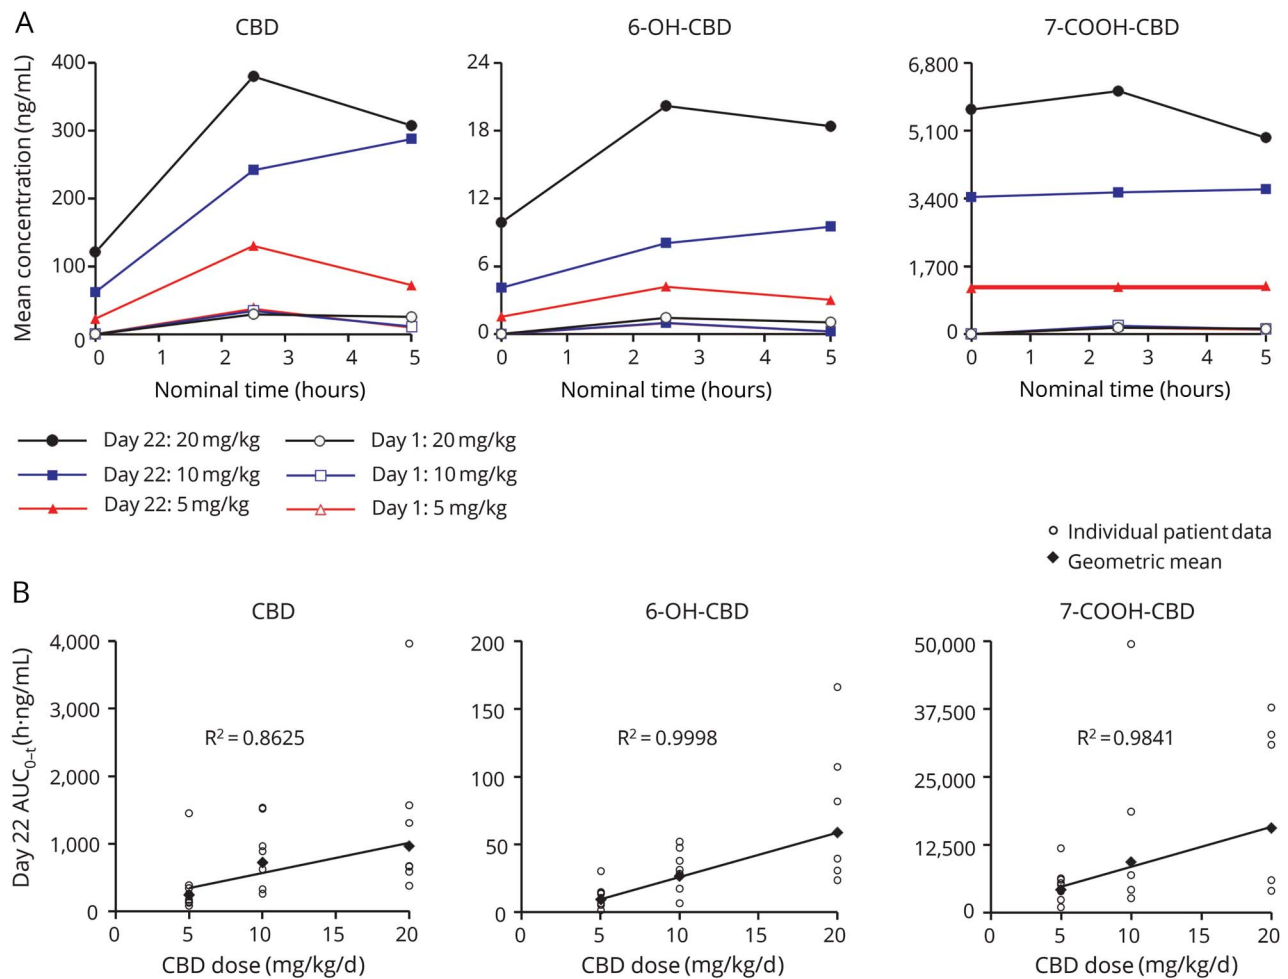 A
CBD
6-OH-CBD
7-COOH-CBD
Mean concentration (ng/mL)
400
300
200
100
0
0 1 2 3 4 5
Nominal time (hours)
24
18
12
6
0
0 1 2 3 4 5
Nominal time (hours)
6,800
5,100
3,400
1,700
0
0 1 2 3 4 5
Nominal time (hours)
Day 22: 20 mg/kg
Day 1: 20 mg/kg
Day 22: 10 mg/kg
Day 1: 10 mg/kg
Day 22: 5 mg/kg
Day 1: 5 mg/kg
Individual patient data
Geometric mean
B
CBD
6-OH-CBD
7-COOH-CBD
Day 22 AUC0–t (h·ng/mL)
4,000
3,000
2,000
1,000
0
R² = 0.8625
0 5 10 15 20
CBD dose (mg/kg/d)
200
150
100
50
0
R² = 0.9998
0 5 10 15 20
CBD dose (mg/kg/d)
50,000
37,500
25,000
12,500
0
R² = 0.9841
0 5 10 15 20
CBD dose (mg/kg/d)